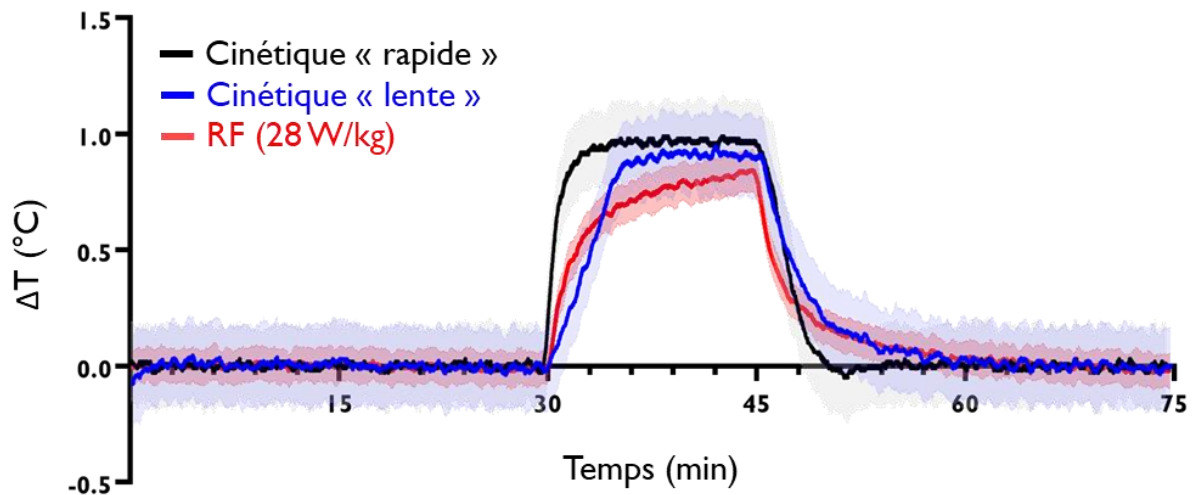 1.5
Cinétique « rapide »
Cinétique « lente »
RF (28 W/kg)
1.0
0.5
0.0
-0.5
ΔT (°C)
15
30
45
60
75
Temps (min)